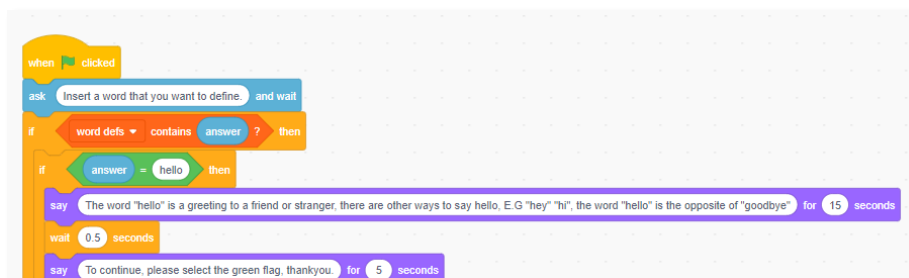 when clicked
ask Insert a word that you want to define. and wait
if word defs contains answer ? then
if answer = hello then
say The word "hello" is a greeting to a friend or stranger, there are other ways to say hello, E.G "hey" "hi", the word "hello" is the opposite of "goodbye" for 15 seconds
wait 0.5 seconds
say To continue, please select the green flag, thankyou. for 5 seconds